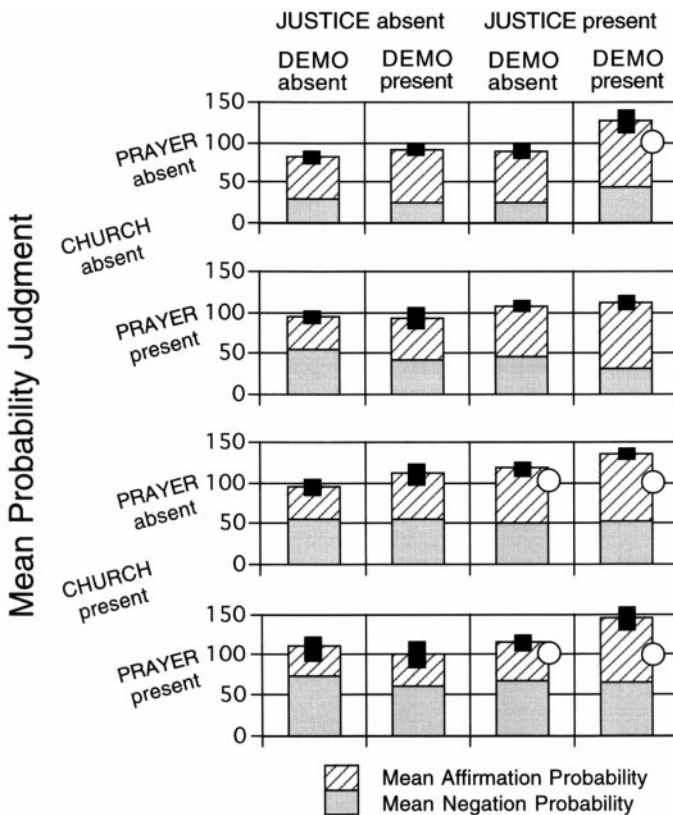 JUSTICE absent JUSTICE present
DEMO absent DEMO present DEMO absent DEMO present
Mean Probability Judgment
CHURCH absent
PRAYER absent
150
100
50
0
PRAYER present
150
100
50
0
CHURCH present
PRAYER absent
150
100
50
0
PRAYER present
150
100
50
0
Mean Affirmation Probability
Mean Negation Probability